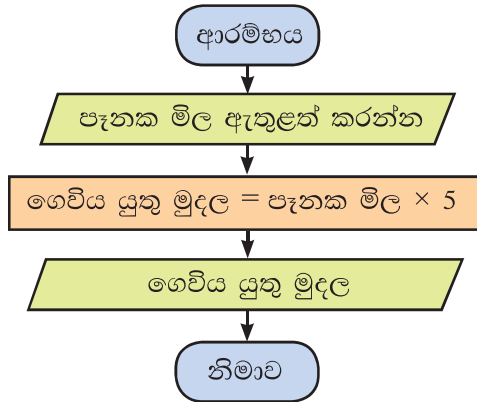 ආරම්භය
පෑනක මිල ඇතුළත් කරන්න
ගෙවිය යුතු මුදල = පෑනක මිල × 5
ගෙවිය යුතු මුදල
නිමාව